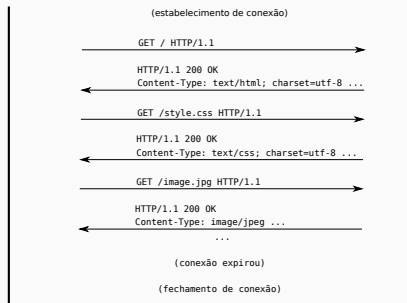 (estabelecimento de conexão)
GET / HTTP/1.1
HTTP/1.1 200 OK
Content-Type: text/html; charset=utf-8 ...
GET /style.css HTTP/1.1
HTTP/1.1 200 OK
Content-Type: text/css; charset=utf-8 ...
GET /image.jpg HTTP/1.1
HTTP/1.1 200 OK
Content-Type: image/jpeg ...
...
(conexão expirou)
(fechamento de conexão)